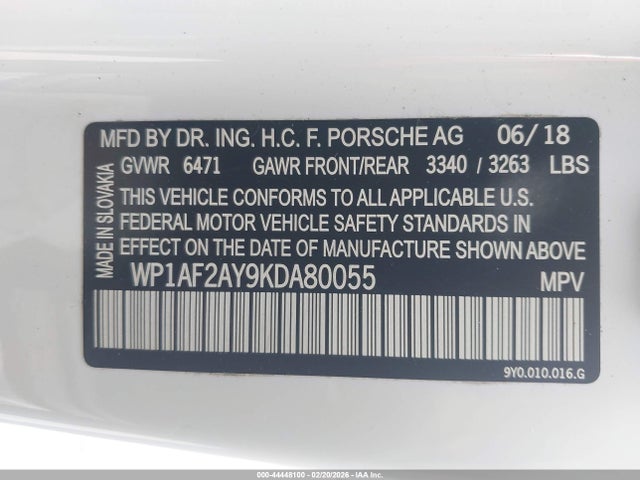 MFD BY DR. ING. H.C. F. PORSCHE AG 06/18
GVWR 6471 GAWR FRONT/REAR 3340 / 3263 LBS
THIS VEHICLE CONFORMS TO ALL APPLICABLE U.S.
FEDERAL MOTOR VEHICLE SAFETY STANDARDS IN
EFFECT ON THE DATE OF MANUFACTURE SHOWN ABOVE
WP1AF2AY9KDA80055 MPV
MADE IN SLOVAKIA
9Y0.010.016.G
000-44448100 - 02/20/2026 - IAAI.COM